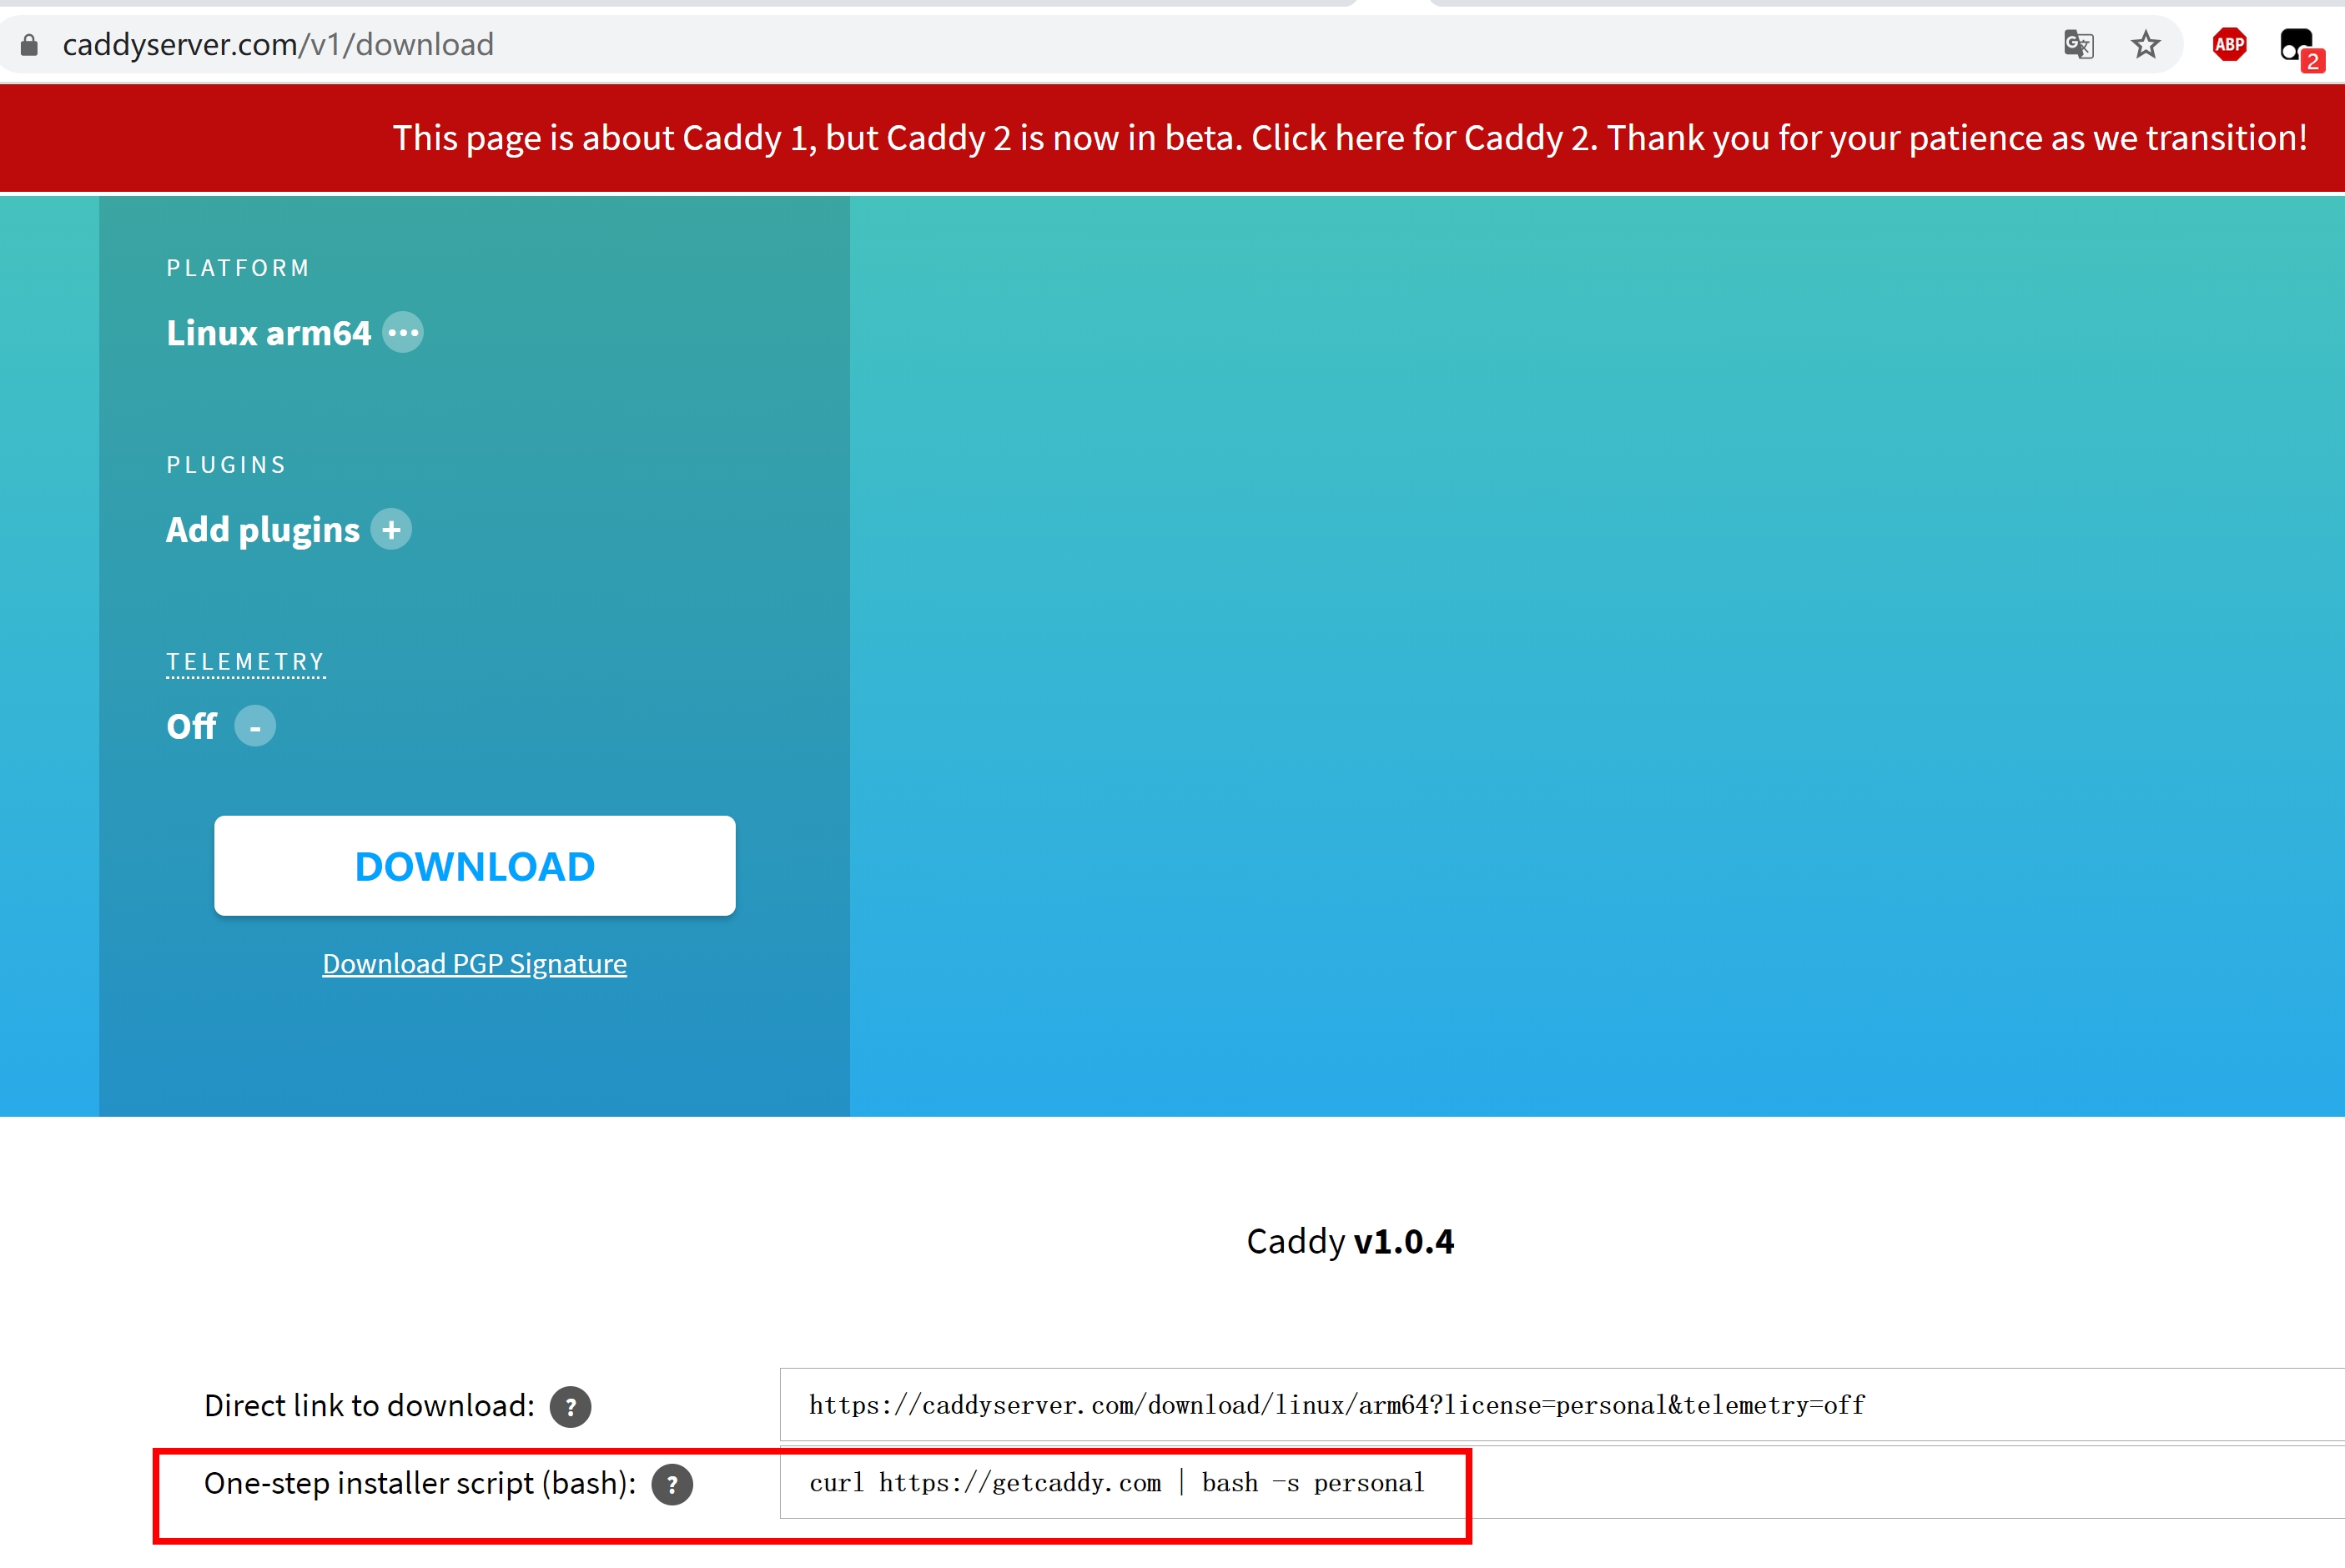 caddyserver.com/v1/download
ABP
2
This page is about Caddy 1, but Caddy 2 is now in beta. Click here for Caddy 2. Thank you for your patience as we transition!
PLATFORM
Linux arm64 •••
PLUGINS
Add plugins +
TELEMETRY
Off -
DOWNLOAD
Download PGP Signature
Caddy v1.0.4
Direct link to download: ? https://caddyserver.com/download/linux/arm64?license=personal&telemetry=off
One-step installer script (bash): ? curl https://getcaddy.com | bash -s personal